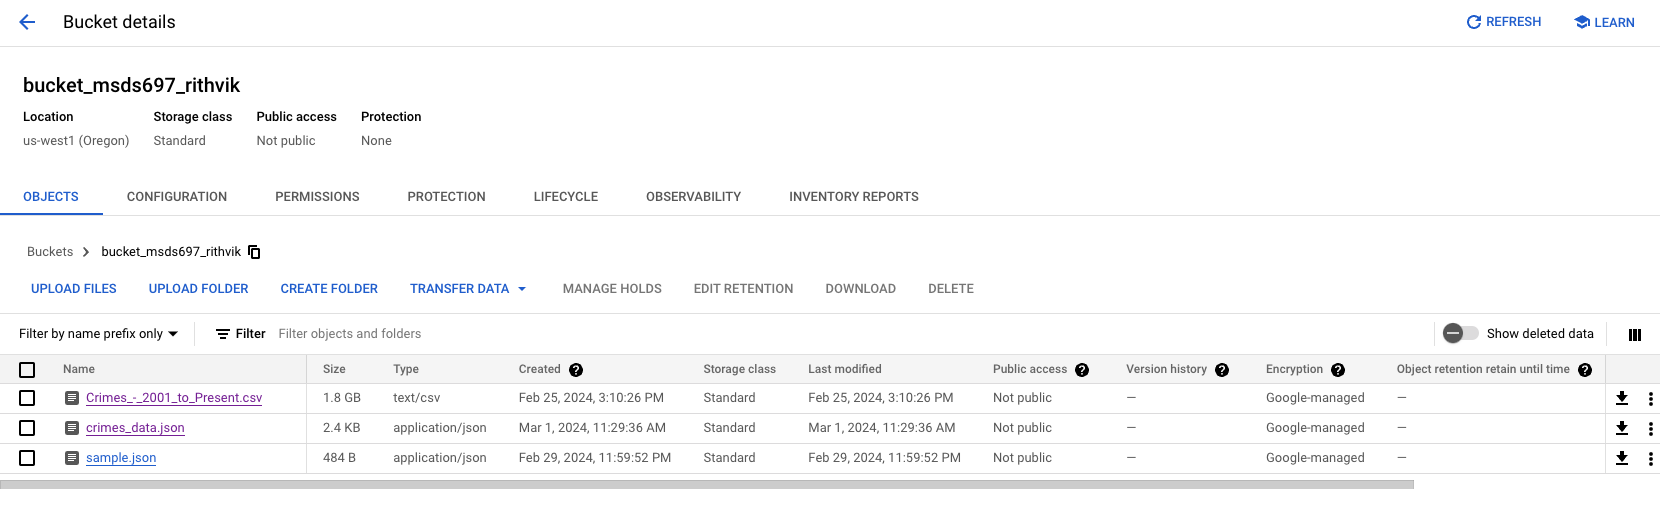 Bucket details REFRESH LEARN
bucket_msds697_rithvik
Location Storage class Public access Protection
us-west1 (Oregon) Standard Not public None
OBJECTS CONFIGURATION PERMISSIONS PROTECTION LIFECYCLE OBSERVABILITY INVENTORY REPORTS
Buckets > bucket_msds697_rithvik
UPLOAD FILES UPLOAD FOLDER CREATE FOLDER TRANSFER DATA MANAGE HOLDS EDIT RETENTION DOWNLOAD DELETE
Filter by name prefix only Filter Filter objects and folders Show deleted data
Name Size Type Created ? Storage class Last modified Public access ? Version history ? Encryption ? Object retention retain until time ?
Crimes_-_2001_to_Present.csv 1.8 GB text/csv Feb 25, 2024, 3:10:26 PM Standard Feb 25, 2024, 3:10:26 PM Not public — Google-managed —
crimes_data.json 2.4 KB application/json Mar 1, 2024, 11:29:36 AM Standard Mar 1, 2024, 11:29:36 AM Not public — Google-managed —
sample.json 484 B application/json Feb 29, 2024, 11:59:52 PM Standard Feb 29, 2024, 11:59:52 PM Not public — Google-managed —